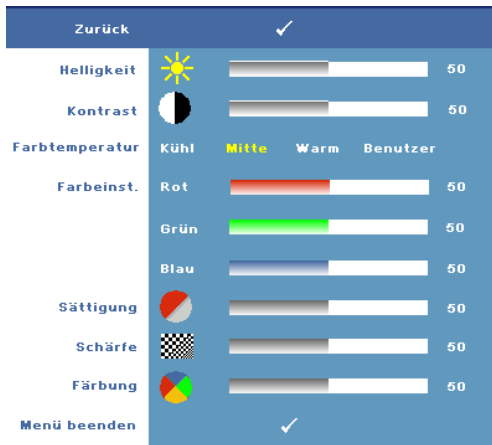 Zurück
Helligkeit 50
Kontrast 50
Farbtemperatur Kühl Mitte Warm Benutzer
Farbeinst. Rot 50
Grün 50
Blau 50
Sättigung 50
Schärfe 50
Färbung 50
Menü beenden